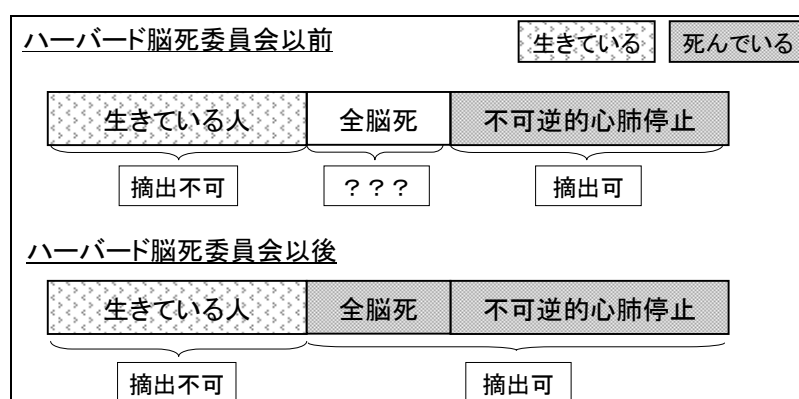 ハーバード脳死委員会以前
生きている 死んでいる
生きている人 全脳死 不可逆的心肺停止
摘出不可 ??? 摘出可
ハーバード脳死委員会以後
生きている人 全脳死 不可逆的心肺停止
摘出不可 摘出可